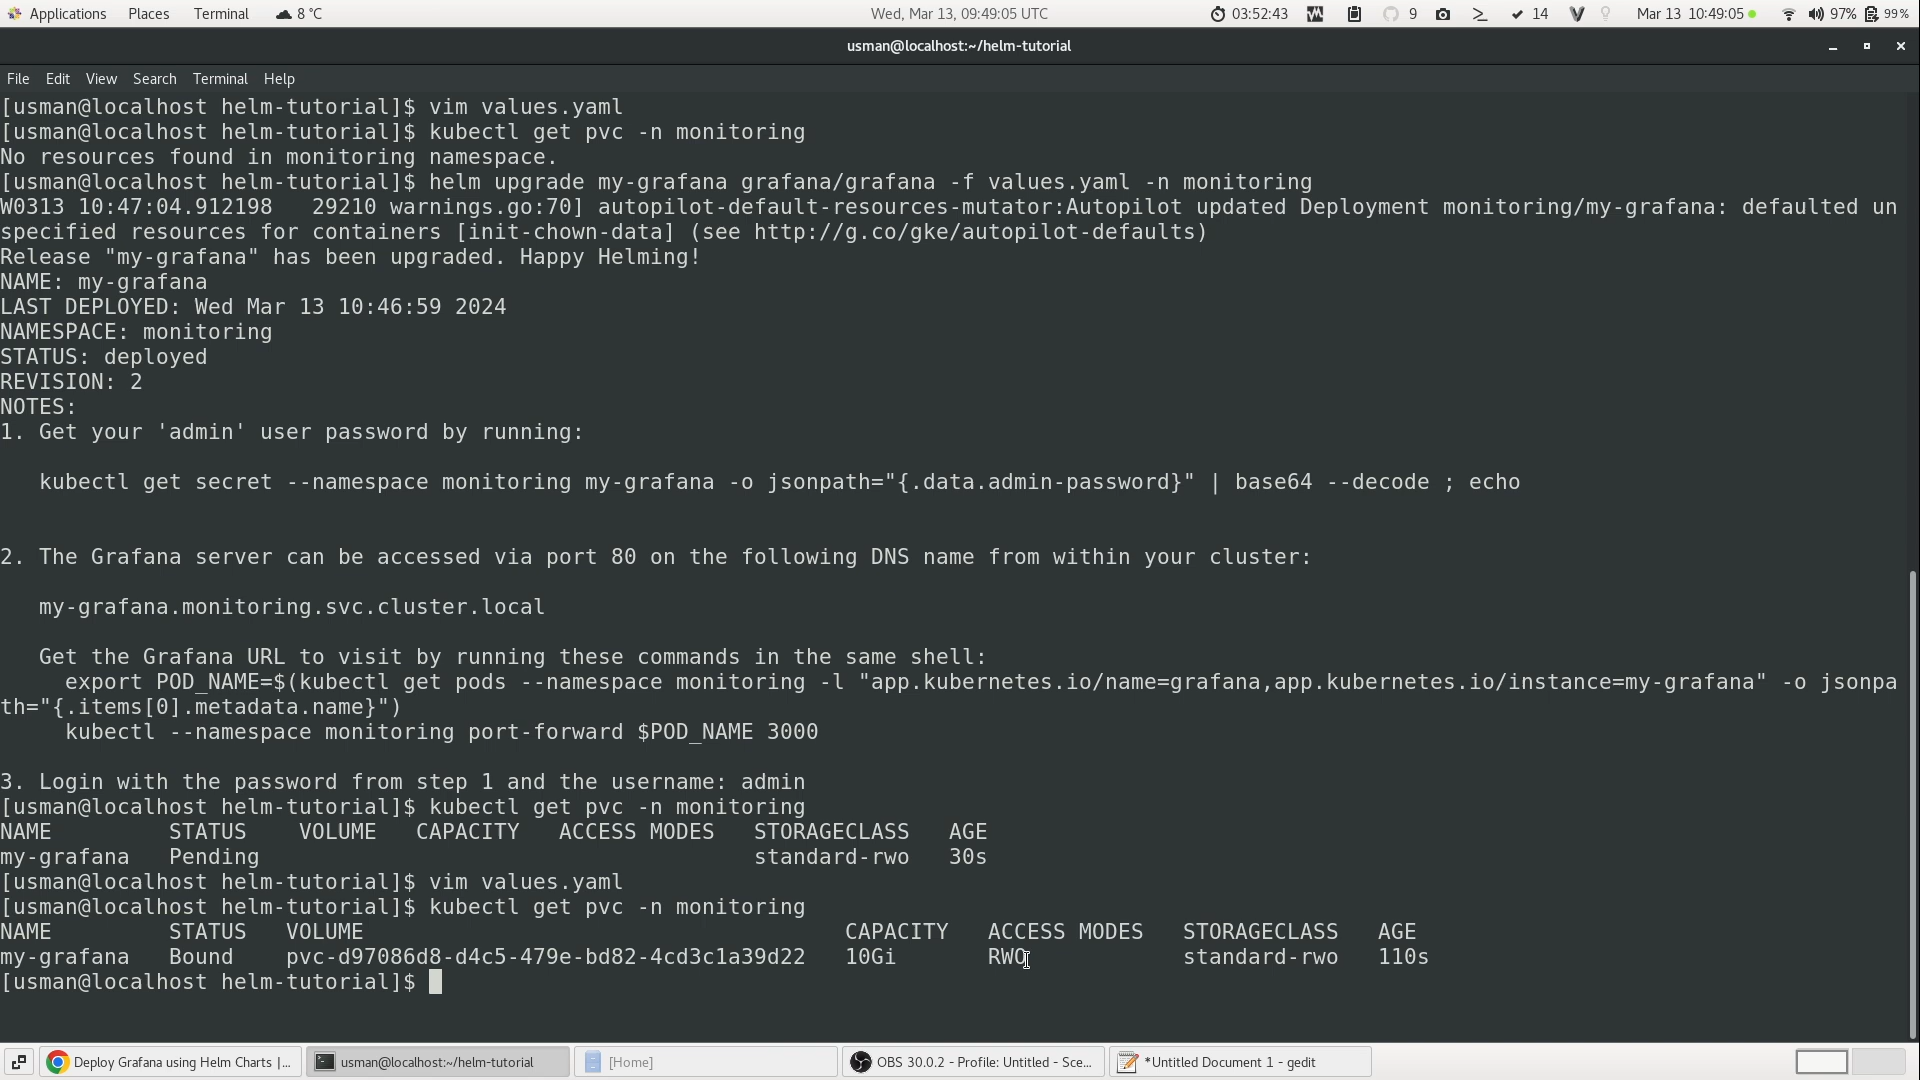 Applications Places Terminal 8 °C Wed, Mar 13, 09:49:05 UTC 03:52:43 9 14 Mar 13 10:49:05 97% 99%
usman@localhost:~/helm-tutorial
File Edit View Search Terminal Help
[usman@localhost helm-tutorial]$ vim values.yaml
[usman@localhost helm-tutorial]$ kubectl get pvc -n monitoring
No resources found in monitoring namespace.
[usman@localhost helm-tutorial]$ helm upgrade my-grafana grafana/grafana -f values.yaml -n monitoring
W0313 10:47:04.912198   29210 warnings.go:70] autopilot-default-resources-mutator:Autopilot updated Deployment monitoring/my-grafana: defaulted un
specified resources for containers [init-chown-data] (see http://g.co/gke/autopilot-defaults)
Release "my-grafana" has been upgraded. Happy Helming!
NAME: my-grafana
LAST DEPLOYED: Wed Mar 13 10:46:59 2024
NAMESPACE: monitoring
STATUS: deployed
REVISION: 2
NOTES:
1. Get your 'admin' user password by running:
   kubectl get secret --namespace monitoring my-grafana -o jsonpath="{.data.admin-password}" | base64 --decode ; echo
2. The Grafana server can be accessed via port 80 on the following DNS name from within your cluster:
   my-grafana.monitoring.svc.cluster.local
   Get the Grafana URL to visit by running these commands in the same shell:
     export POD_NAME=$(kubectl get pods --namespace monitoring -l "app.kubernetes.io/name=grafana,app.kubernetes.io/instance=my-grafana" -o jsonpa
th="{.items[0].metadata.name}")
     kubectl --namespace monitoring port-forward $POD_NAME 3000
3. Login with the password from step 1 and the username: admin
[usman@localhost helm-tutorial]$ kubectl get pvc -n monitoring
NAME         STATUS    VOLUME   CAPACITY   ACCESS MODES   STORAGECLASS   AGE
my-grafana   Pending                                      standard-rwo   30s
[usman@localhost helm-tutorial]$ vim values.yaml
[usman@localhost helm-tutorial]$ kubectl get pvc -n monitoring
NAME         STATUS   VOLUME                                     CAPACITY   ACCESS MODES   STORAGECLASS   AGE
my-grafana   Bound    pvc-d97086d8-d4c5-479e-bd82-4cd3c1a39d22   10Gi       RWO            standard-rwo   110s
[usman@localhost helm-tutorial]$
Deploy Grafana using Helm Charts |... usman@localhost:~/helm-tutorial [Home] OBS 30.0.2 - Profile: Untitled - Sce... *Untitled Document 1 - gedit